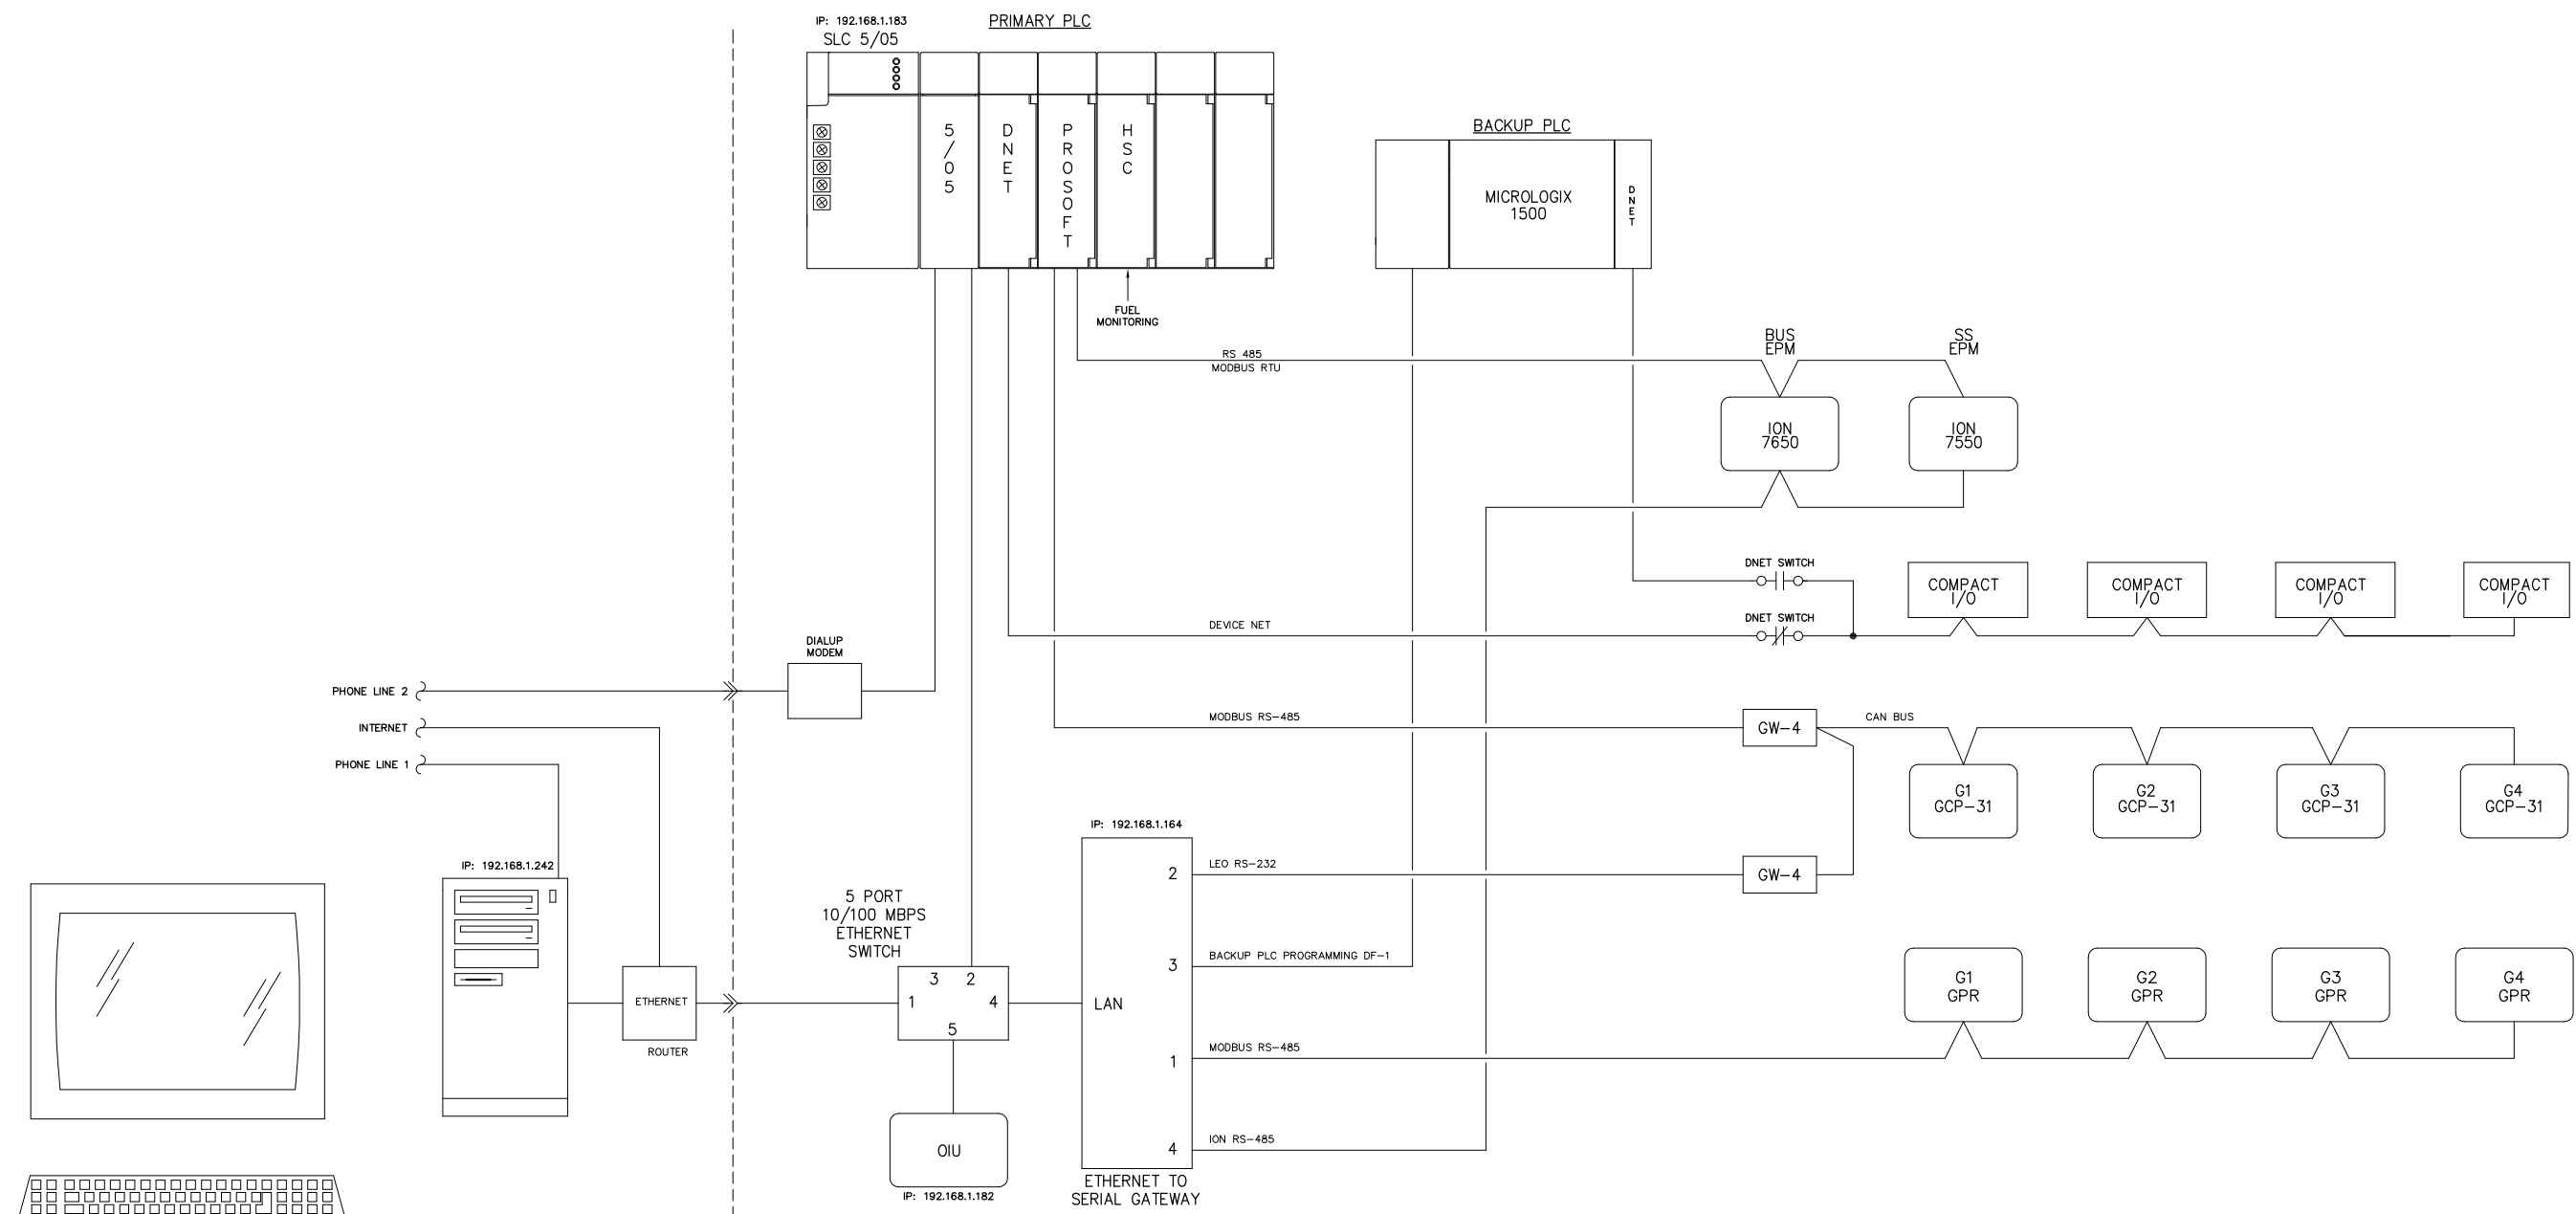 IP: 192.168.1.183
SLC 5/05
PRIMARY PLC
5/05
DNET
PROSOFT
HSC
FUEL
MONITORING
BACKUP PLC
MICROLOGIX
1500
DNET
RS 485
MODBUS RTU
BUS
EPM
SS
EPM
ION
7650
ION
7550
DNET SWITCH
DNET SWITCH
DEVICE NET
COMPACT
I/O
COMPACT
I/O
COMPACT
I/O
COMPACT
I/O
DIALUP
MODEM
PHONE LINE 2
INTERNET
PHONE LINE 1
MODBUS RS-485
GW-4
CAN BUS
G1
GCP-31
G2
GCP-31
G3
GCP-31
G4
GCP-31
IP: 192.168.1.242
IP: 192.168.1.164
2
LEO RS-232
GW-4
5 PORT
10/100 MBPS
ETHERNET
SWITCH
3 2
1 4
5
ETHERNET
ROUTER
LAN
3
BACKUP PLC PROGRAMMING DF-1
1
MODBUS RS-485
G1
GPR
G2
GPR
G3
GPR
G4
GPR
4
ION RS-485
OIU
IP: 192.168.1.182
ETHERNET TO
SERIAL GATEWAY